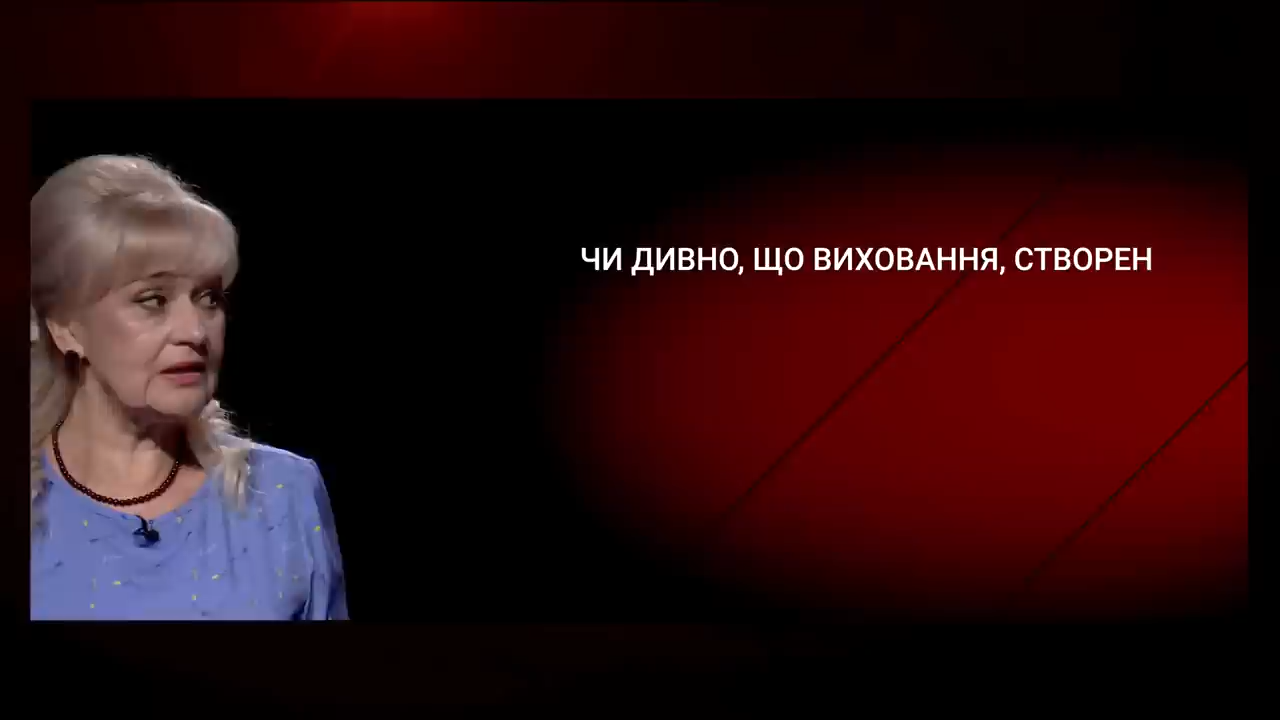 ЧИ ДИВНО, ЩО ВИХОВАННЯ, СТВОРЕН